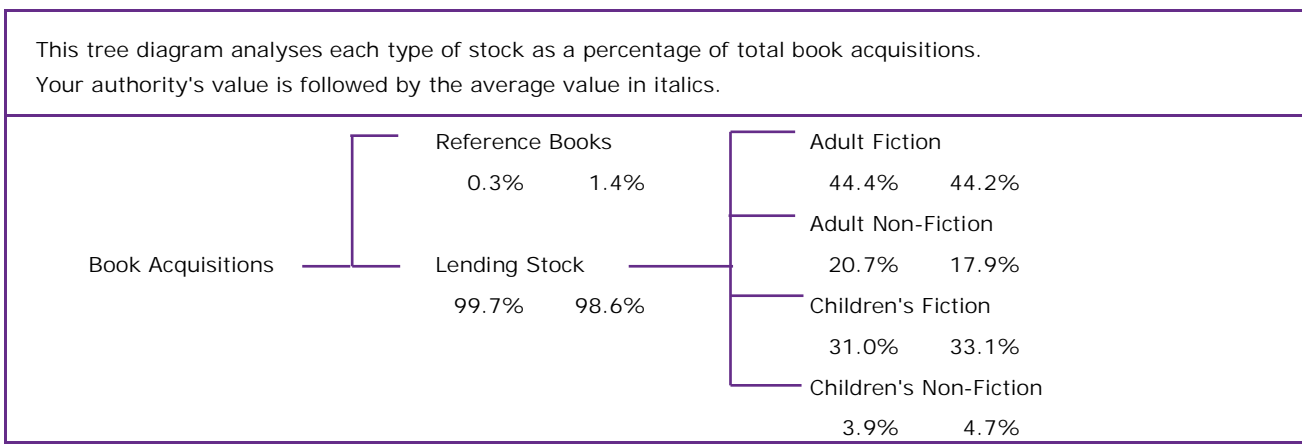 This tree diagram analyses each type of stock as a percentage of total book acquisitions.
Your authority's value is followed by the average value in italics.
Reference Books
0.3% 1.4%
Book Acquisitions
Lending Stock
99.7% 98.6%
Adult Fiction
44.4% 44.2%
Adult Non-Fiction
20.7% 17.9%
Children's Fiction
31.0% 33.1%
Children's Non-Fiction
3.9% 4.7%